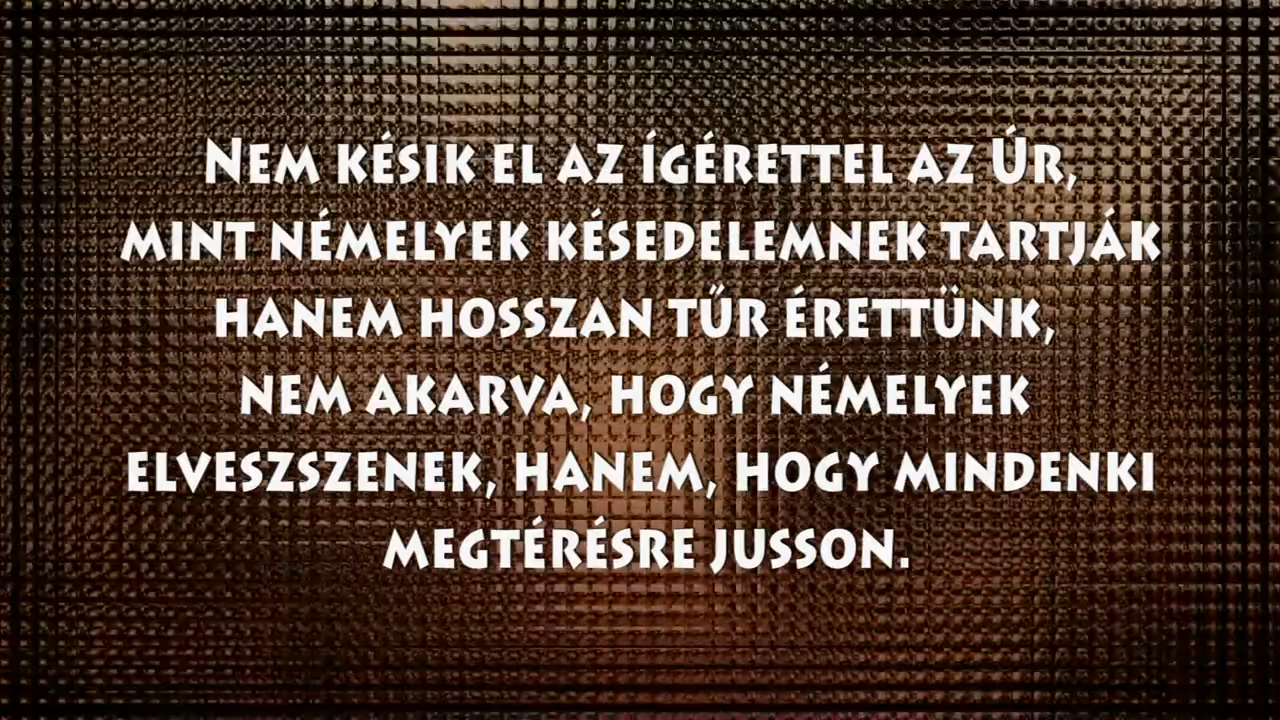 Nem késik el az ígérettel az Úr,
mint némelyek késedelemnek tartják
hanem hosszan tűr érettünk,
nem akarva, hogy némelyek
elveszszenek, hanem, hogy mindenki
megtérésre jusson.